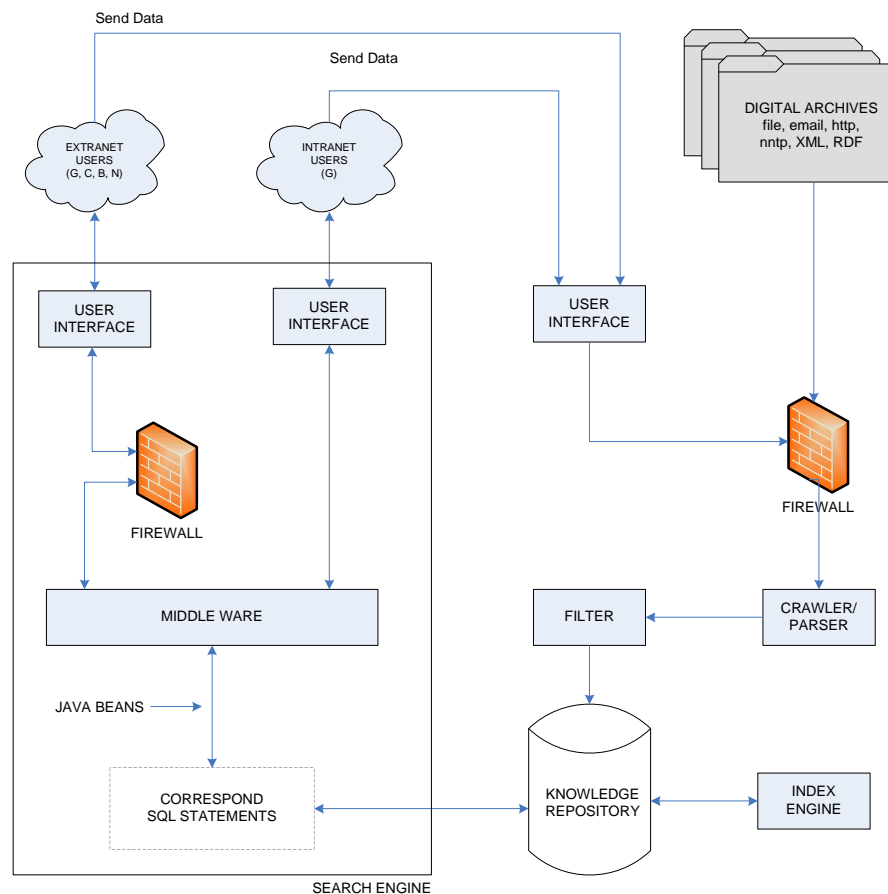 Send Data
Send Data
EXTRANET
USERS
(G, C, B, N)
INTRANET
USERS
(G)
DIGITAL ARCHIVES
file, email, http,
nntp, XML, RDF
USER
INTERFACE
USER
INTERFACE
USER
INTERFACE
FIREWALL
FIREWALL
MIDDLE WARE
FILTER
CRAWLER/
PARSER
JAVA BEANS
CORRESPOND
SQL STATEMENTS
KNOWLEDGE
REPOSITORY
INDEX
ENGINE
SEARCH ENGINE